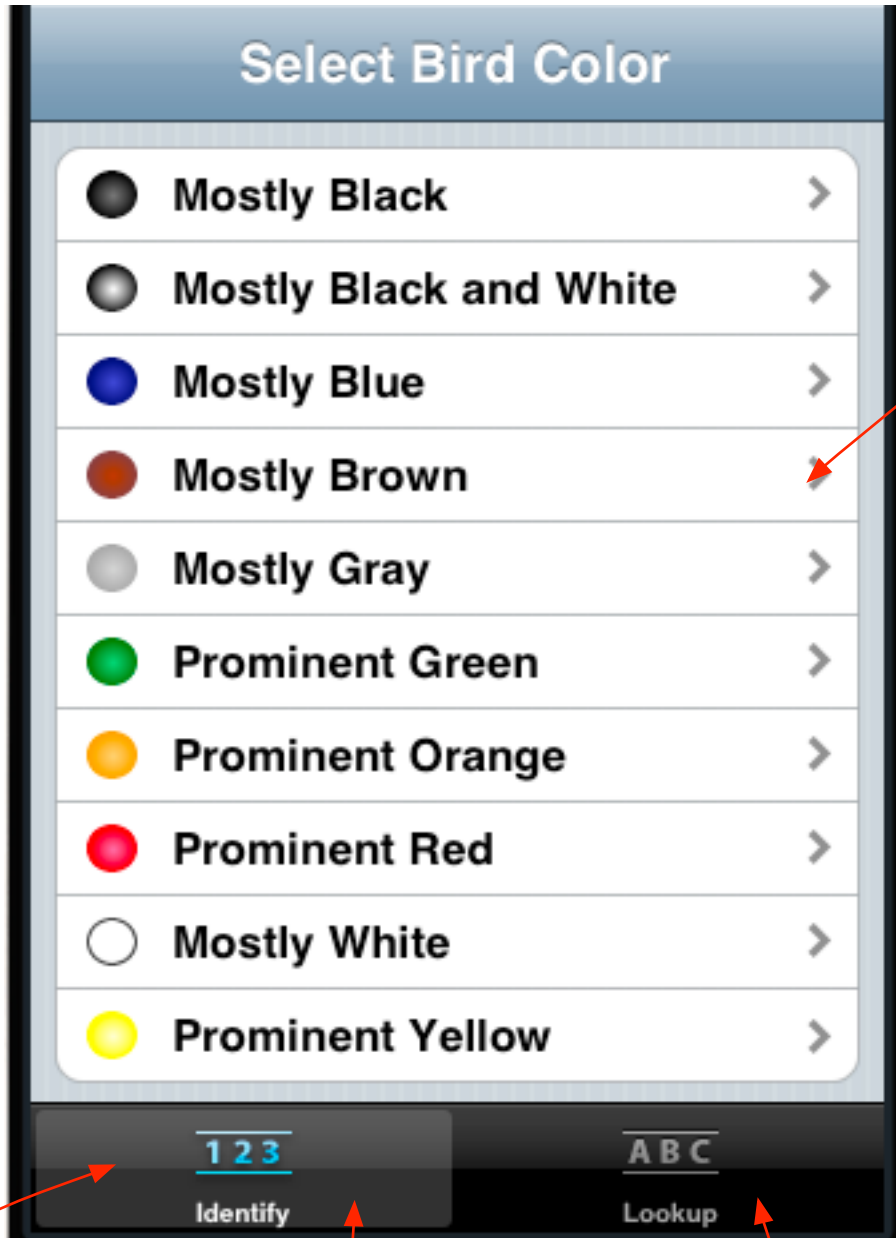 Select Bird Color
Mostly Black
Mostly Black and White
Mostly Blue
Mostly Brown
Mostly Gray
Prominent Green
Prominent Orange
Prominent Red
Mostly White
Prominent Yellow
1 2 3
Identify
A B C
Lookup